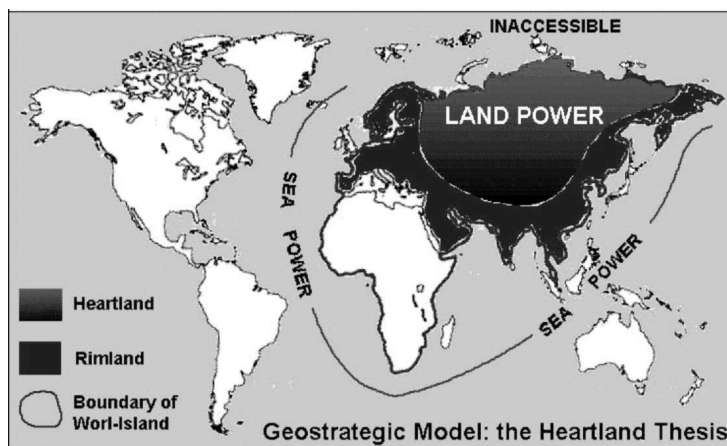 INACCESSIBLE
LAND POWER
SEA POWER
SEA POWER
Heartland
Rimland
Boundary of
Worl-Island
Geostrategic Model: the Heartland Thesis